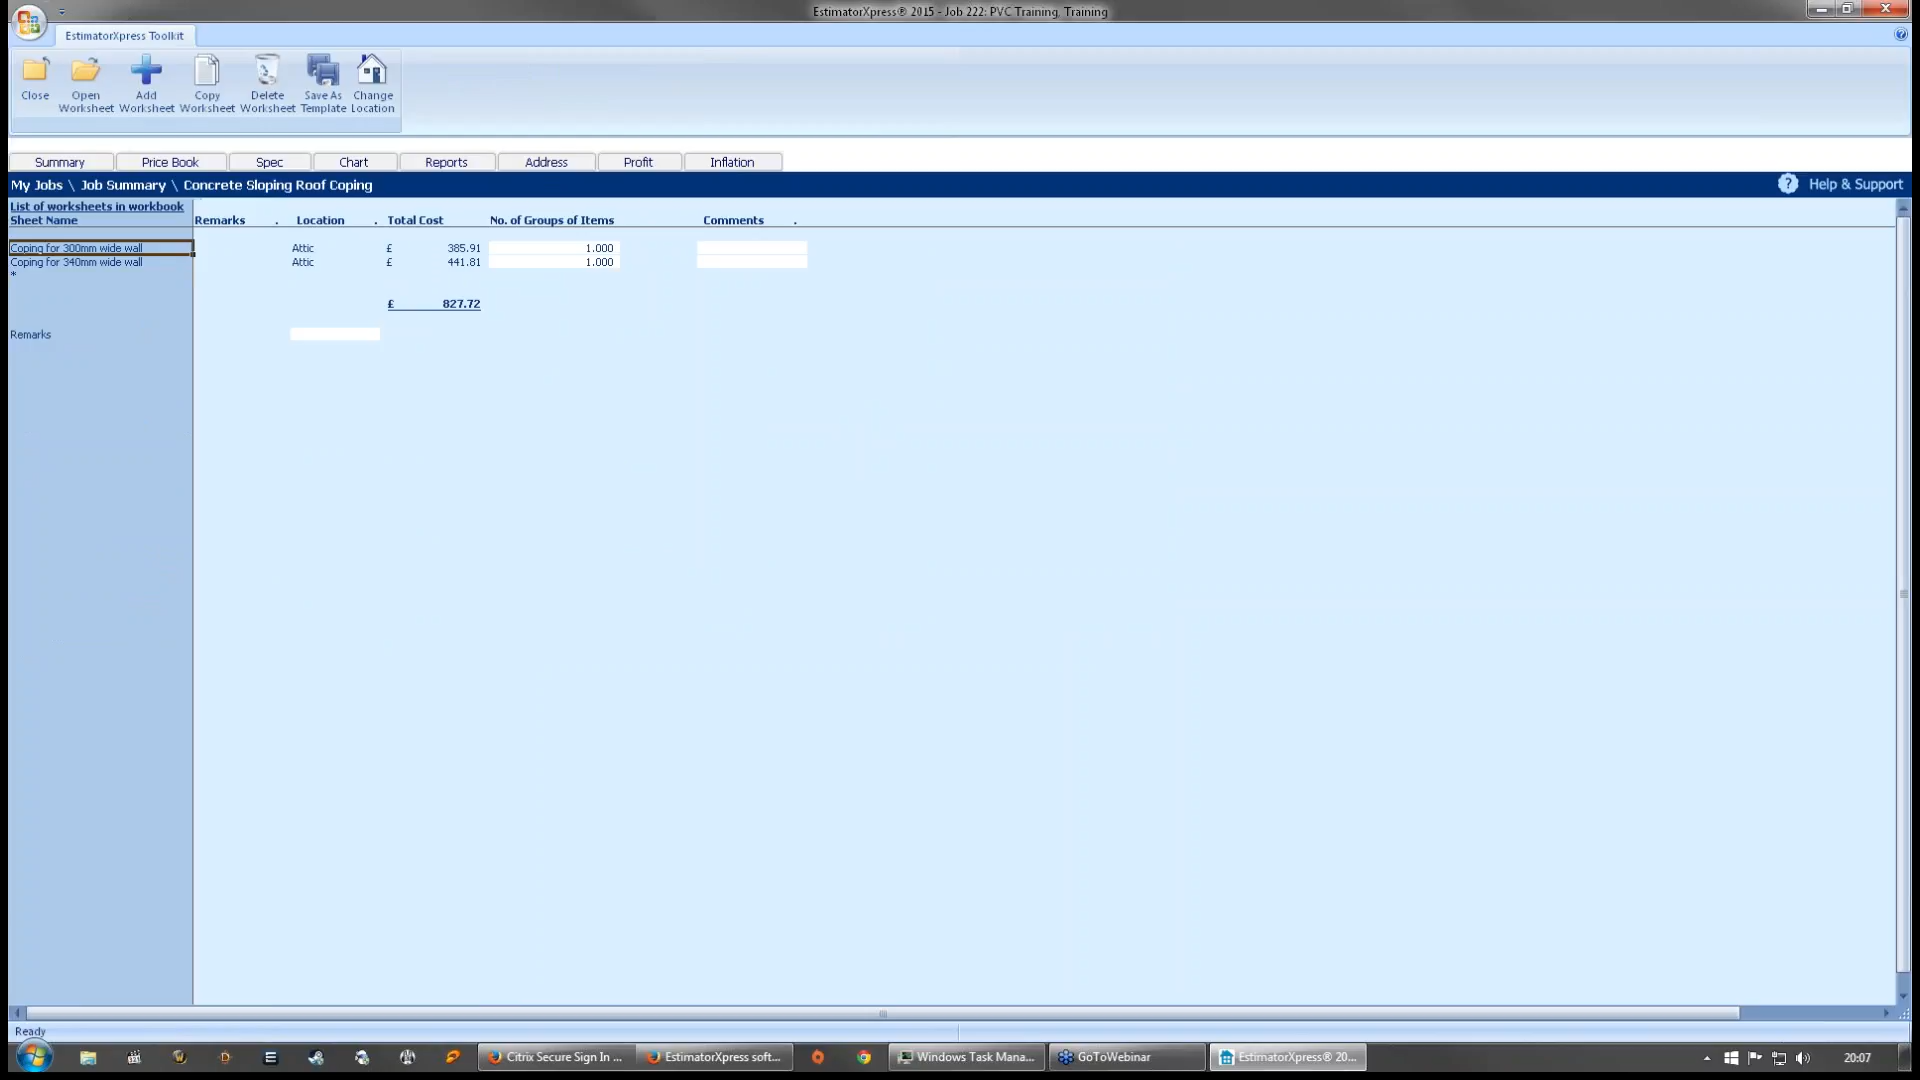 EstimatorXpress® 2015 - Job 222: PVC Training, Training
EstimatorXpress Toolkit
Close
Open Worksheet
Add Worksheet
Copy Worksheet
Delete Worksheet
Save As Template
Change Location
Summary Price Book Spec Chart Reports Address Profit Inflation
My Jobs \ Job Summary \ Concrete Sloping Roof Coping
? Help & Support
List of worksheets in workbook
Sheet Name Remarks . Location . Total Cost No. of Groups of Items Comments .
Coping for 300mm wide wall Attic £ 385.91 1.000
Coping for 340mm wide wall Attic £ 441.81 1.000
*
£ 827.72
Remarks
Ready
Citrix Secure Sign In ... EstimatorXpress soft... Windows Task Mana... GoToWebinar EstimatorXpress® 20... 20:07